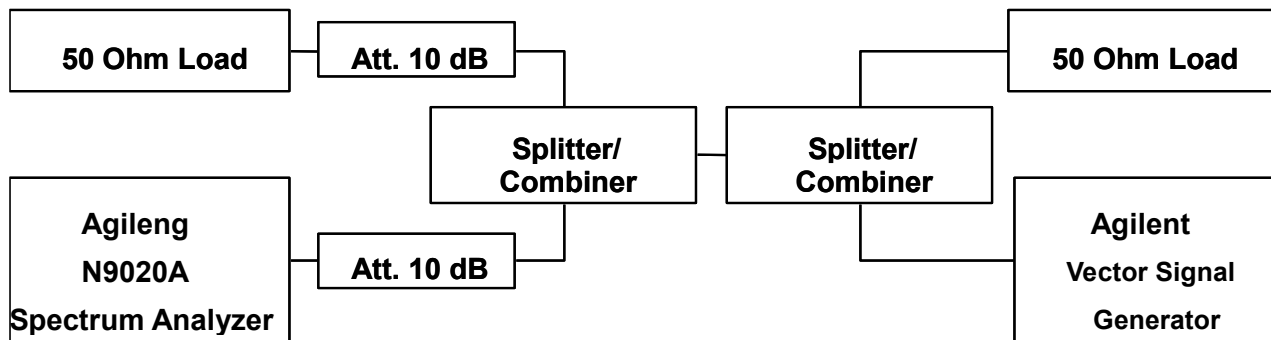 50 Ohm Load
Att. 10 dB
50 Ohm Load
Splitter/
Combiner
Splitter/
Combiner
Agileng
N9020A
Spectrum Analyzer
Att. 10 dB
Agilent
Vector Signal
Generator